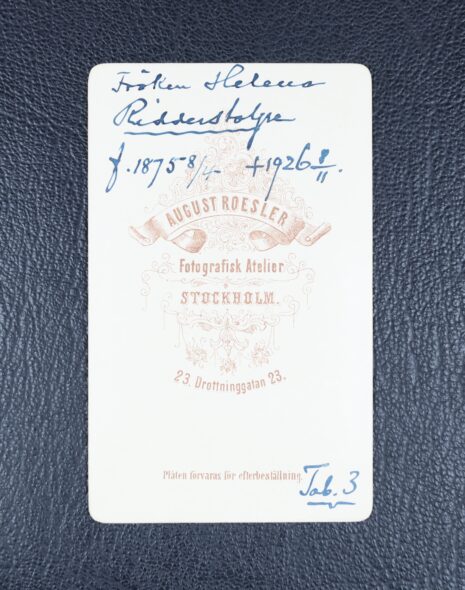 Fröken Helena
Ridderstolpe
f. 1875 8/4 + 1926 8/11.
AUGUST ROESLER
Fotografisk Atelier
STOCKHOLM.
23. Drottninggatan 23.
Plåten förvaras för efterbeställning.
Tab. 3